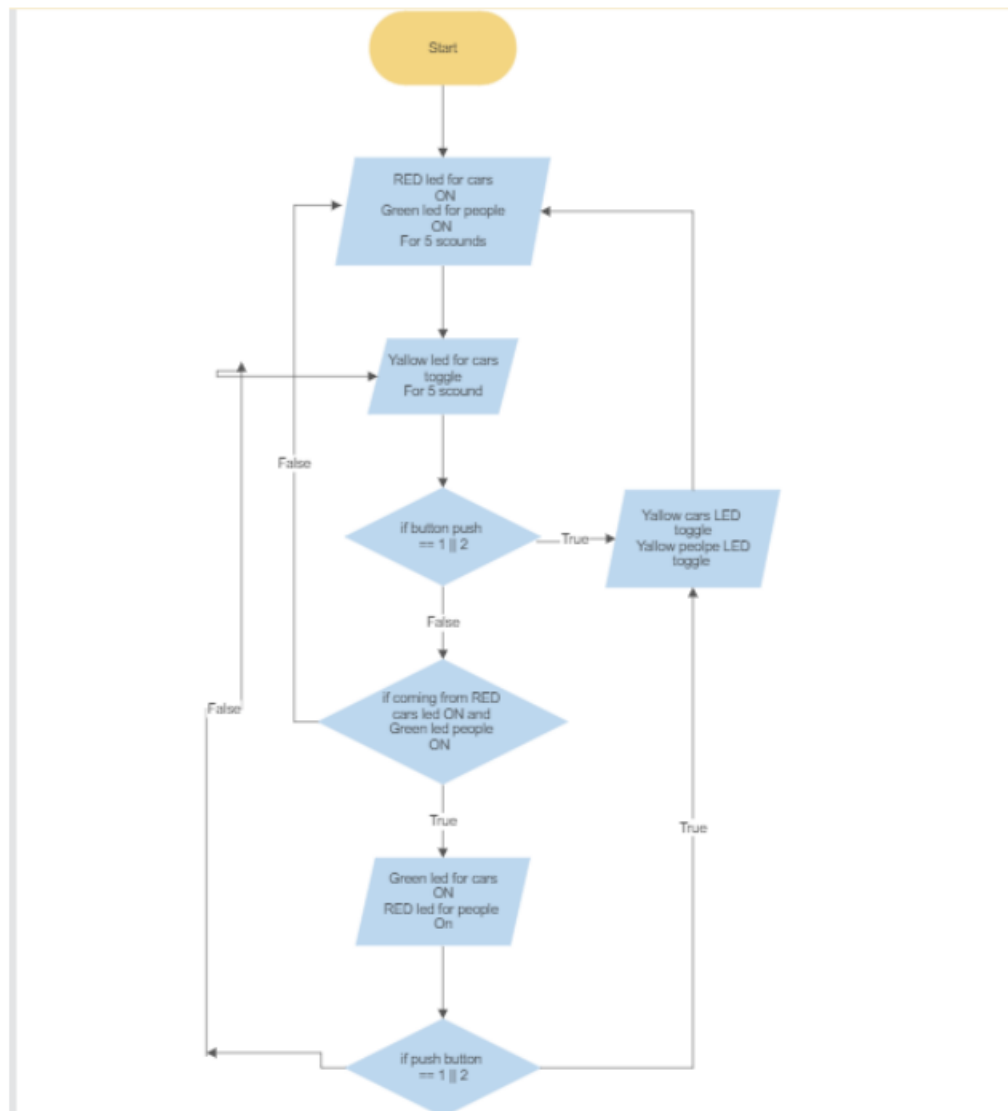 Start
RED led for cars
ON
Green led for people
ON
For 5 scounds
Yallow led for cars
toggle
For 5 scound
False
if button push
== 1 || 2
True
Yallow cars LED
toggle
Yallow peolpe LED
toggle
False
if coming from RED
cars led ON and
Green led people
ON
False
True
True
Green led for cars
ON
RED led for people
On
if push button
== 1 || 2